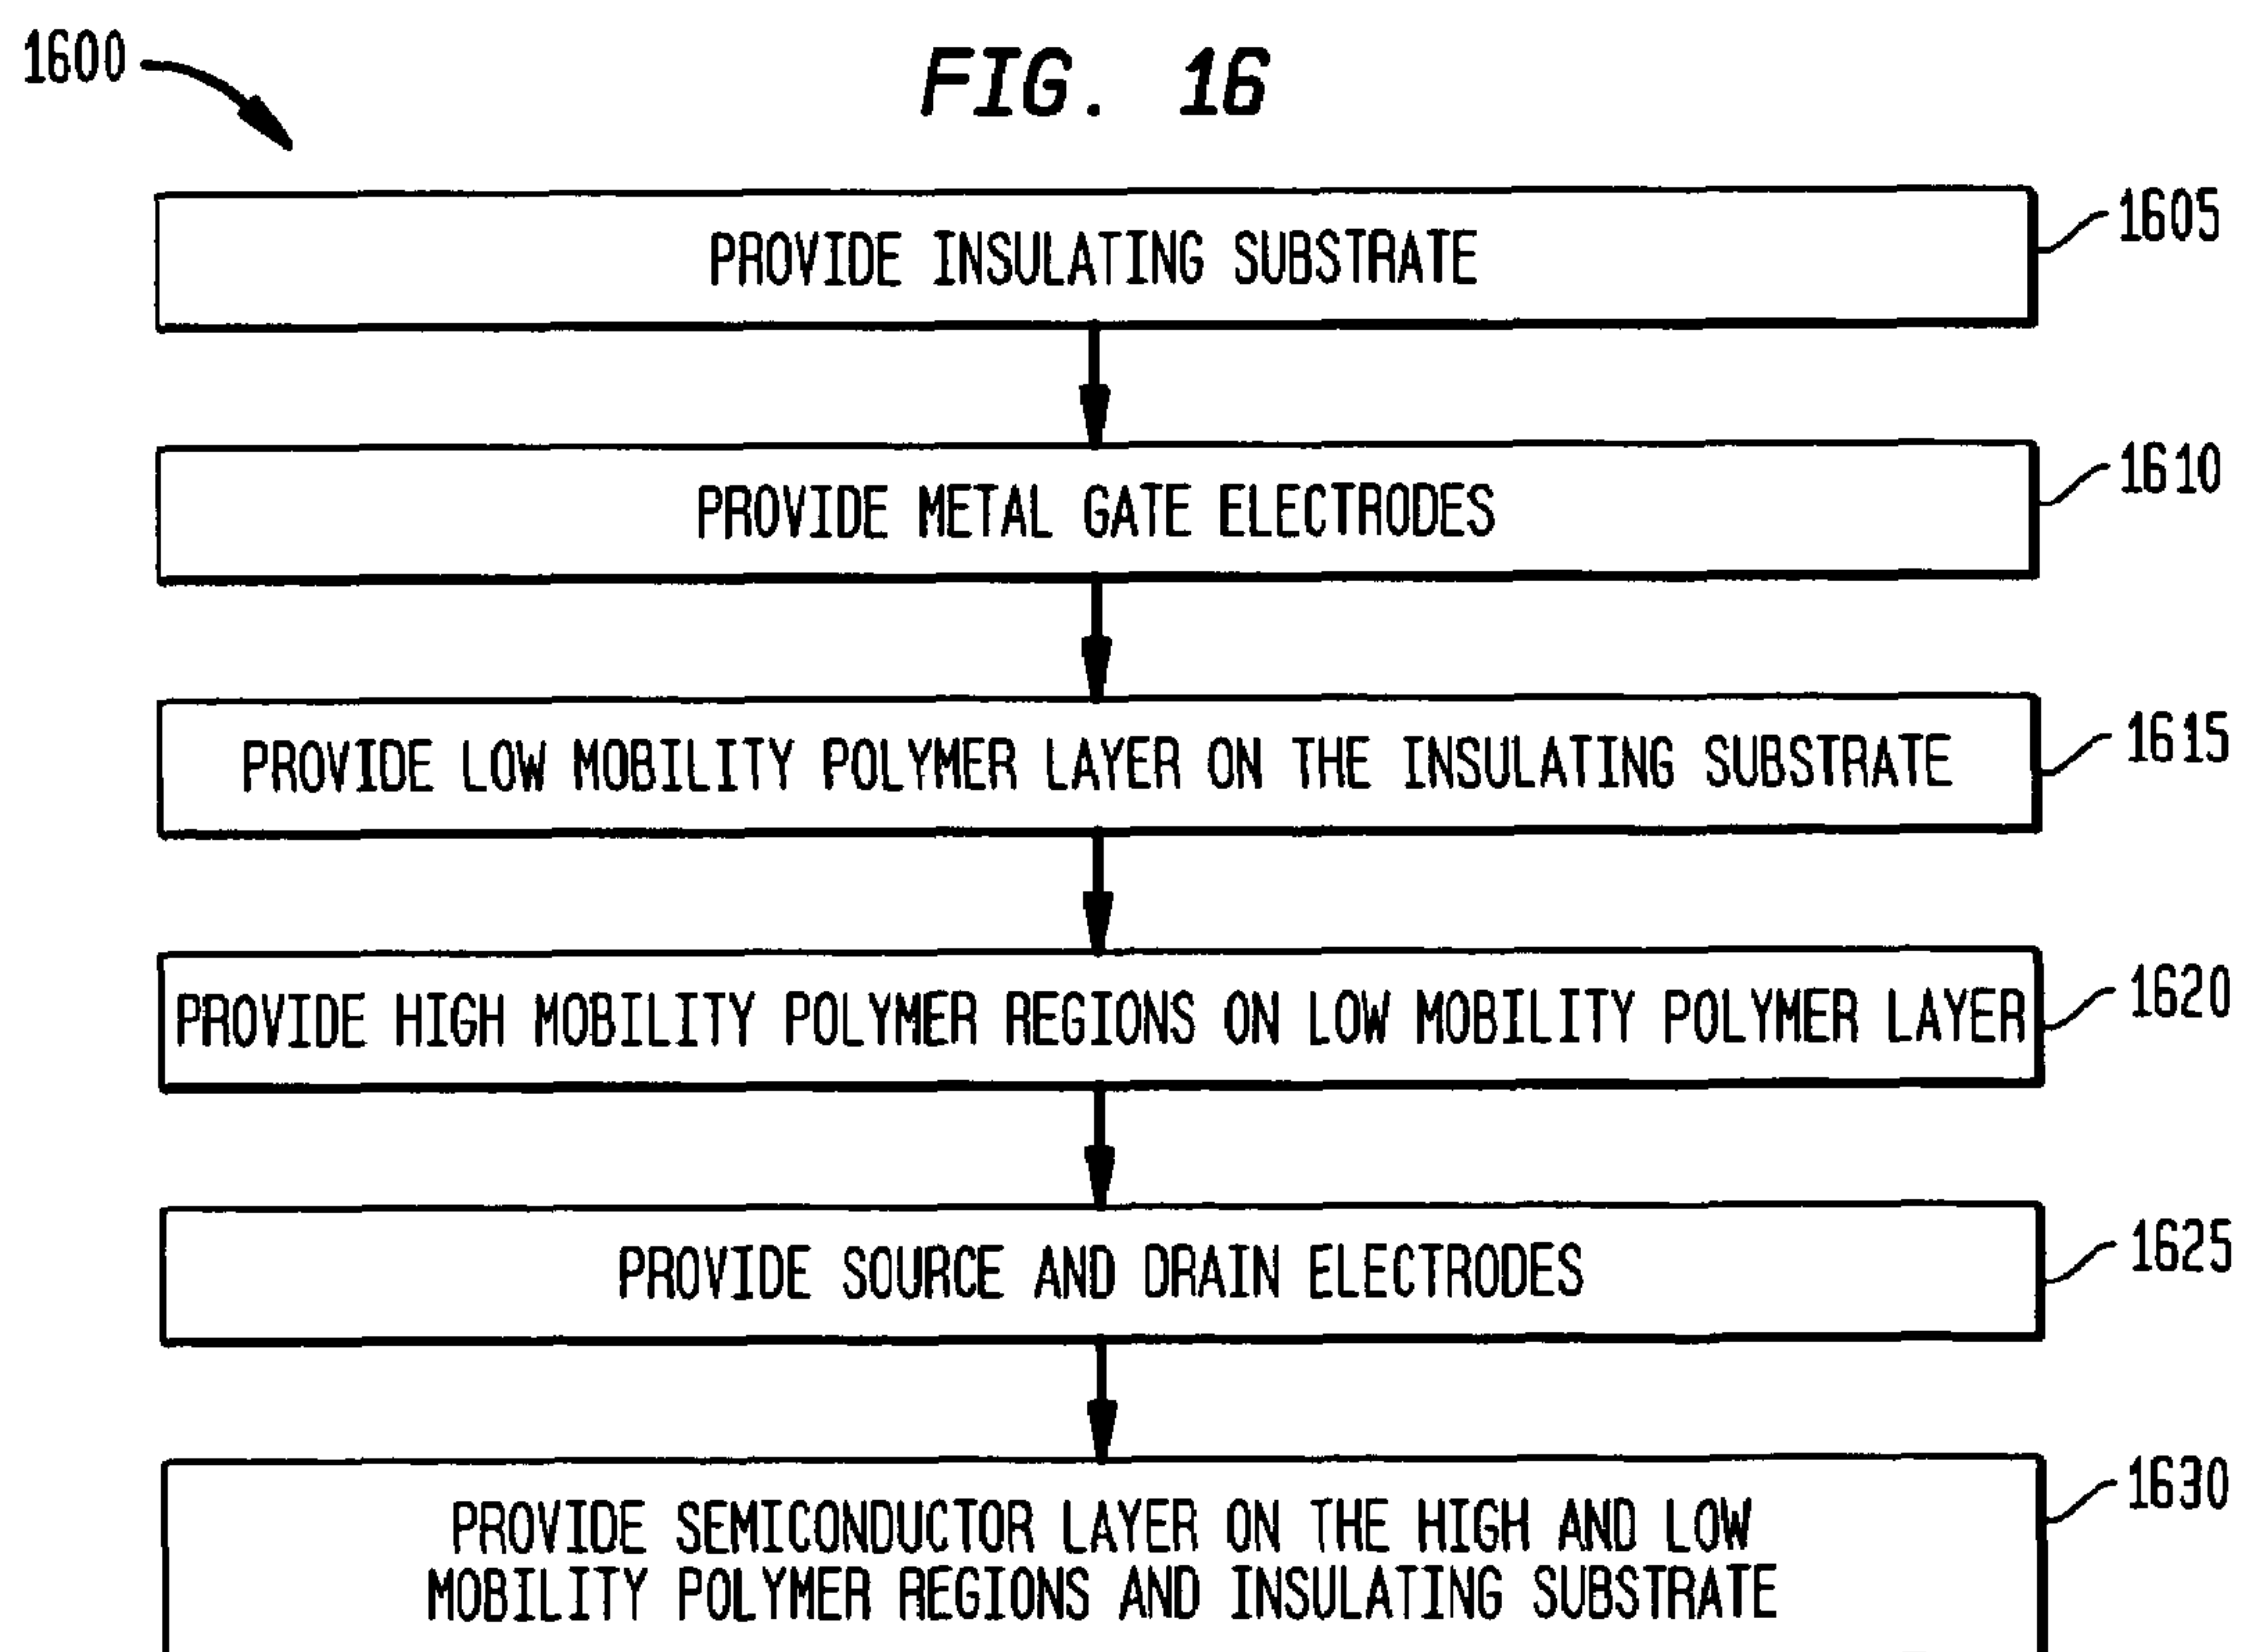 1600
FIG. 16
PROVIDE INSULATING SUBSTRATE
1605
PROVIDE METAL GATE ELECTRODES
1610
PROVIDE LOW MOBILITY POLYMER LAYER ON THE INSULATING SUBSTRATE
1615
PROVIDE HIGH MOBILITY POLYMER REGIONS ON LOW MOBILITY POLYMER LAYER
1620
PROVIDE SOURCE AND DRAIN ELECTRODES
1625
PROVIDE SEMICONDUCTOR LAYER ON THE HIGH AND LOW
MOBILITY POLYMER REGIONS AND INSULATING SUBSTRATE
1630